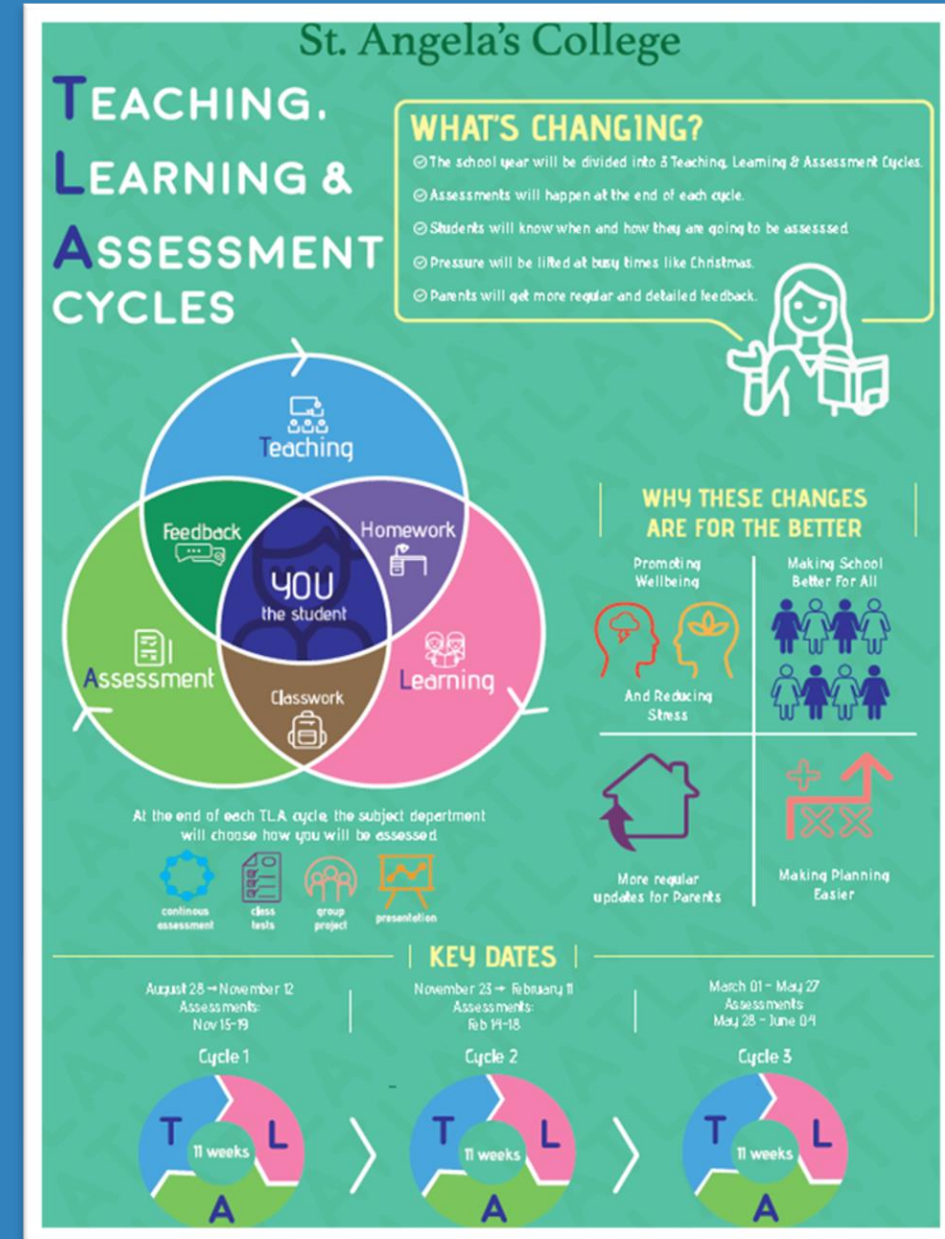 St. Angela's College
TEACHING,
LEARNING &
ASSESSMENT
CYCLES
WHAT'S CHANGING?
The school year will be divided into 3 Teaching, Learning & Assessment Cycles.
Assessments will happen at the end of each cycle.
Students will know when and how they are going to be assesssed
Pressure will be lifted at busy times like Christmas.
Parents will get more regular and detailed feedback.
Teaching
Feedback
Homework
YOU
the student
Assessment
Learning
Classwork
WHY THESE CHANGES
ARE FOR THE BETTER
Promoting
Wellbeing
And Reducing
Stress
Making School
Better For All
More regular
updates for Parents
Making Planning
Easier
At the end of each TLA cycle, the subject department
will choose how you will be assessed
continous
assessment
class
tests
group
project
presentation
KEY DATES
August 28 → November 12
Assessments:
Nov 15-19
Cycle 1
T
L
A
11 weeks
November 23 → February 11
Assessments:
Feb 14-18
Cycle 2
T
L
A
11 weeks
March 01 - May 27
Assessments:
May 28 - June 04
Cycle 3
T
L
A
11 weeks